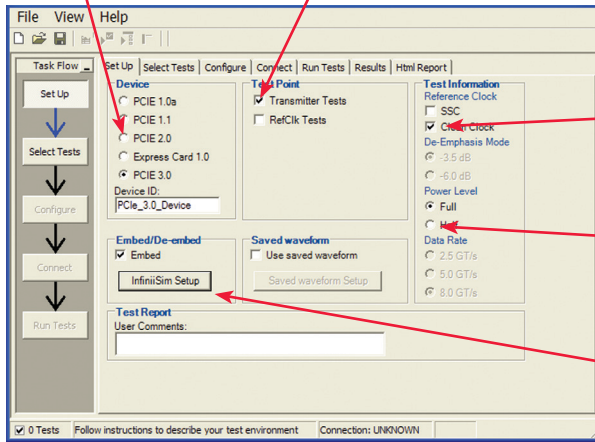 File View Help
Task Flow
Set Up
Select Tests
Configure
Connect
Run Tests
Set Up Select Tests Configure Connect Run Tests Results Html Report
Device
PCIE 1.0a
PCIE 1.1
PCIE 2.0
Express Card 1.0
PCIE 3.0
Device ID:
PCIe_3.0_Device
Test Point
Transmitter Tests
RefClk Tests
Test Information
Reference Clock
SSC
Clean Clock
De-Emphasis Mode
-3.5 dB
-6.0 dB
Power Level
Full
Half
Data Rate
2.5 GT/s
5.0 GT/s
8.0 GT/s
Embed/De-embed
Embed
InfiniiSim Setup
Saved waveform
Use saved waveform
Saved waveform Setup
Test Report
User Comments:
0 Tests Follow instructions to describe your test environment Connection: UNKNOWN